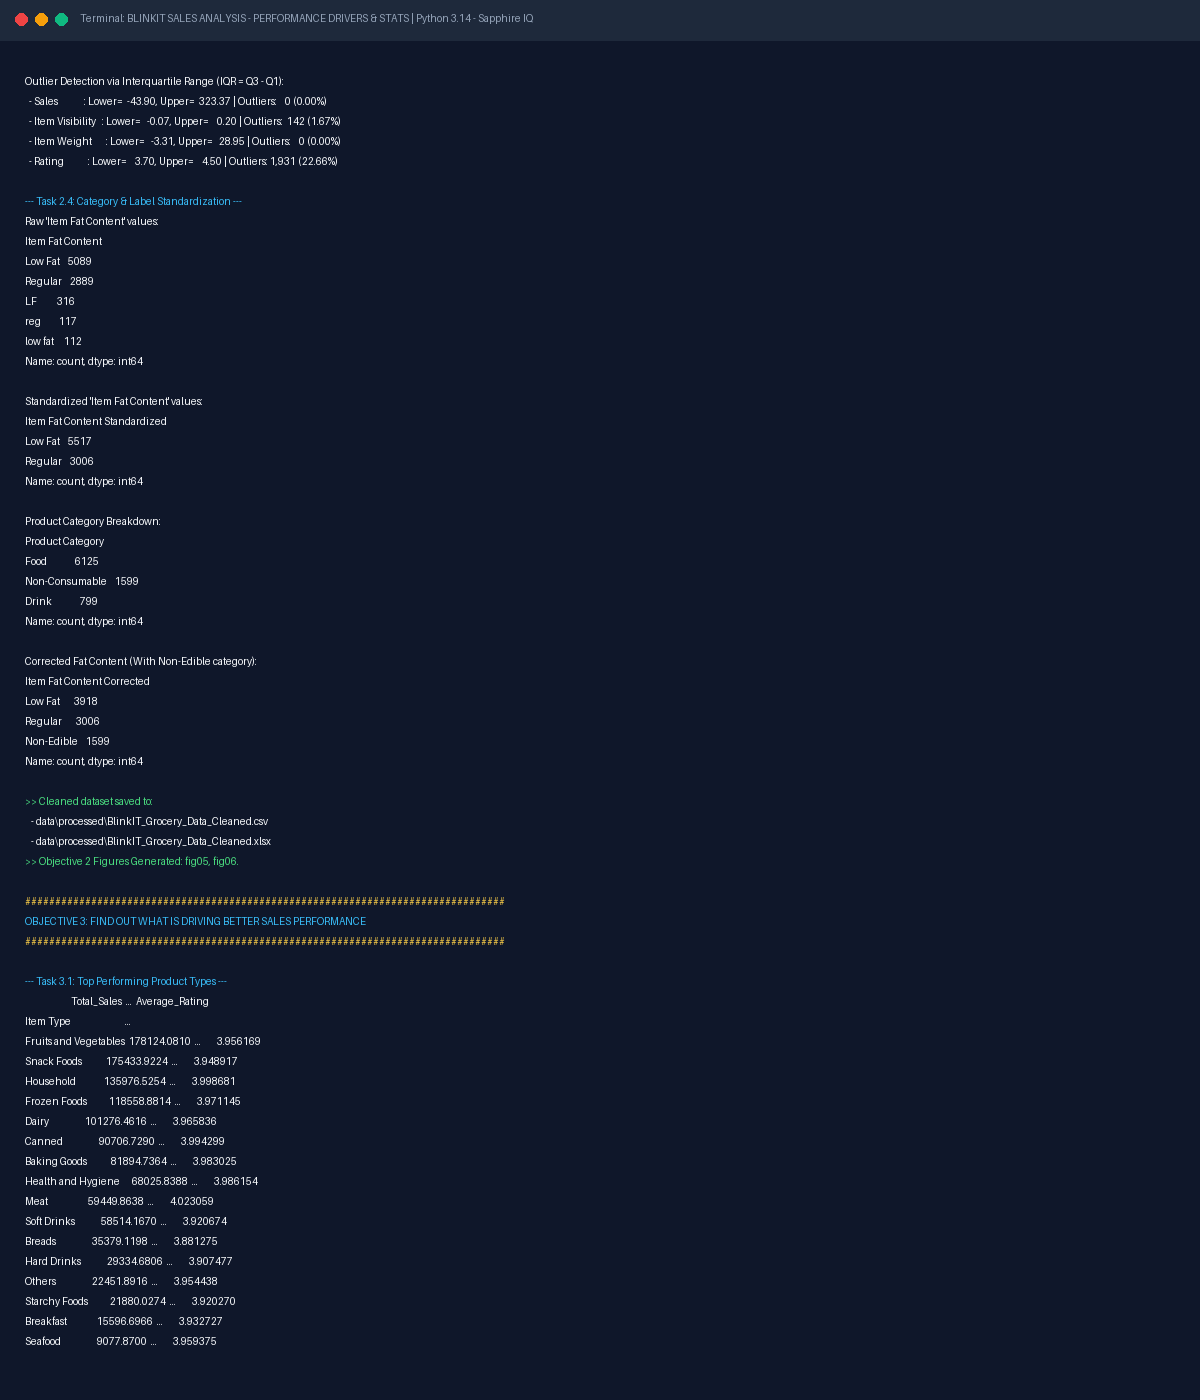 Terminal: BLINKIT SALES ANALYSIS - PERFORMANCE DRIVERS & STATS | Python 3.14 - Sapphire IQ
Outlier Detection via Interquartile Range (IQR = Q3 - Q1):
- Sales : Lower= -43.90, Upper= 323.37 | Outliers: 0 (0.00%)
- Item Visibility : Lower= -0.07, Upper= 0.20 | Outliers: 142 (1.67%)
- Item Weight : Lower= -3.31, Upper= 28.95 | Outliers: 0 (0.00%)
- Rating : Lower= 3.70, Upper= 4.50 | Outliers: 1,931 (22.66%)
--- Task 2.4: Category & Label Standardization ---
Raw 'Item Fat Content' values:
Item Fat Content
Low Fat 5089
Regular 2889
LF 316
reg 117
low fat 112
Name: count, dtype: int64
Standardized 'Item Fat Content' values:
Item Fat Content Standardized
Low Fat 5517
Regular 3006
Name: count, dtype: int64
Product Category Breakdown:
Product Category
Food 6125
Non-Consumable 1599
Drink 799
Name: count, dtype: int64
Corrected Fat Content (With Non-Edible category):
Item Fat Content Corrected
Low Fat 3918
Regular 3006
Non-Edible 1599
Name: count, dtype: int64
>> Cleaned dataset saved to:
- data\processed\BlinkIT_Grocery_Data_Cleaned.csv
- data\processed\BlinkIT_Grocery_Data_Cleaned.xlsx
>> Objective 2 Figures Generated: fig05, fig06.
################################################################################
OBJECTIVE 3: FIND OUT WHAT IS DRIVING BETTER SALES PERFORMANCE
################################################################################
--- Task 3.1: Top Performing Product Types ---
Total_Sales ... Average_Rating
Item Type ...
Fruits and Vegetables 178124.0810 ... 3.956169
Snack Foods 175433.9224 ... 3.948917
Household 135976.5254 ... 3.998681
Frozen Foods 118558.8814 ... 3.971145
Dairy 101276.4616 ... 3.965836
Canned 90706.7290 ... 3.994299
Baking Goods 81894.7364 ... 3.983025
Health and Hygiene 68025.8388 ... 3.986154
Meat 59449.8638 ... 4.023059
Soft Drinks 58514.1670 ... 3.920674
Breads 35379.1198 ... 3.881275
Hard Drinks 29334.6806 ... 3.907477
Others 22451.8916 ... 3.954438
Starchy Foods 21880.0274 ... 3.920270
Breakfast 15596.6966 ... 3.932727
Seafood 9077.8700 ... 3.959375